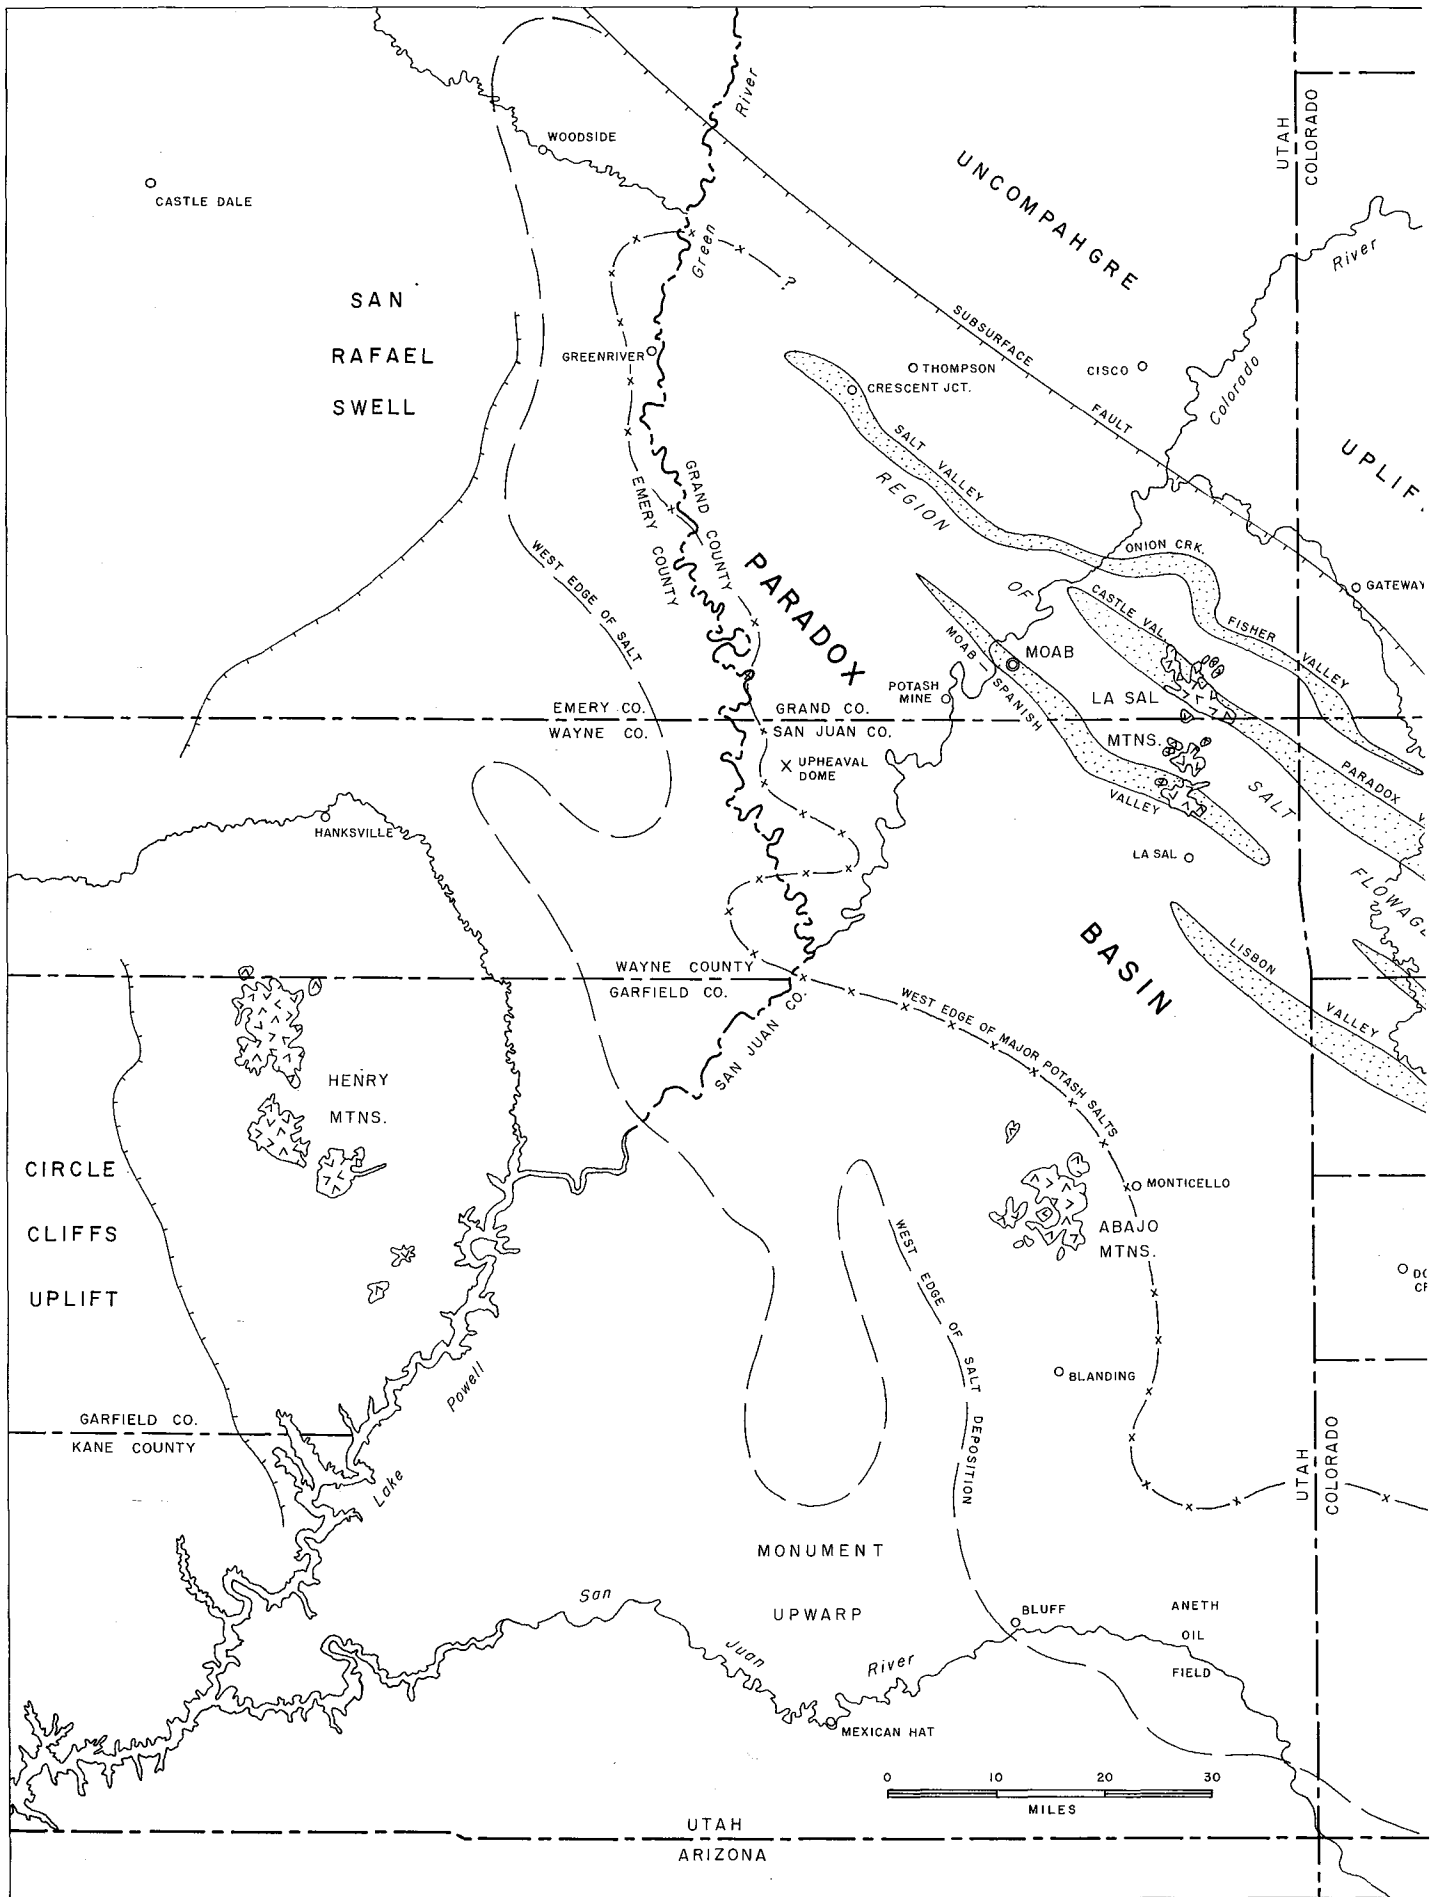 River
WOODSIDE
CASTLE DALE
UTAH
COLORADO
UNCOMPAHGRE
River
Green
?
SAN
RAFAEL
SWELL
SUBSURFACE
FAULT
GREENRIVER
THOMPSON
CRESCENT JCT.
CISCO
Colorado
UPLIF
SALT
VALLEY
REGION
GRAND COUNTY
EMERY COUNTY
WEST EDGE OF SALT
PARADOX
ONION CRK.
OF
CASTLE VAL.
FISHER
VALLEY
GATEWAY
MOAB
MOAB – SPANISH
VALLEY
POTASH
MINE
LA SAL
MTNS.
EMERY CO.
WAYNE CO.
GRAND CO.
SAN JUAN CO.
UPHEAVAL
DOME
PARADOX
SALT
HANKSVILLE
LA SAL
FLOWAGE
BASIN
LISBON
VALLEY
WAYNE COUNTY
GARFIELD CO.
SAN JUAN CO.
WEST EDGE OF MAJOR POTASH SALTS
HENRY
MTNS.
CIRCLE
CLIFFS
UPLIFT
MONTICELLO
ABAJO
MTNS.
WEST EDGE OF SALT DEPOSITION
Powell
BLANDING
GARFIELD CO.
KANE COUNTY
Lake
UTAH
COLORADO
MONUMENT
UPWARP
San
Juan
River
BLUFF
ANETH
OIL
FIELD
MEXICAN HAT
0 10 20 30
MILES
UTAH
ARIZONA